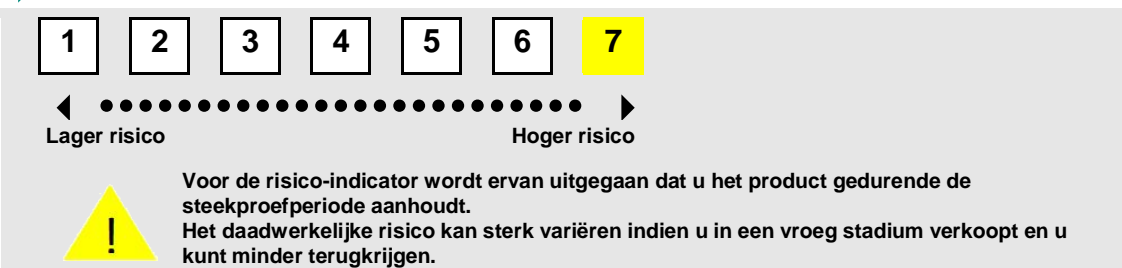 1 2 3 4 5 6 7
Lager risico Hoger risico
Voor de risico-indicator wordt ervan uitgegaan dat u het product gedurende de
steekproefperiode aanhoudt.
Het daadwerkelijke risico kan sterk variëren indien u in een vroeg stadium verkoopt en u
kunt minder terugkrijgen.
!